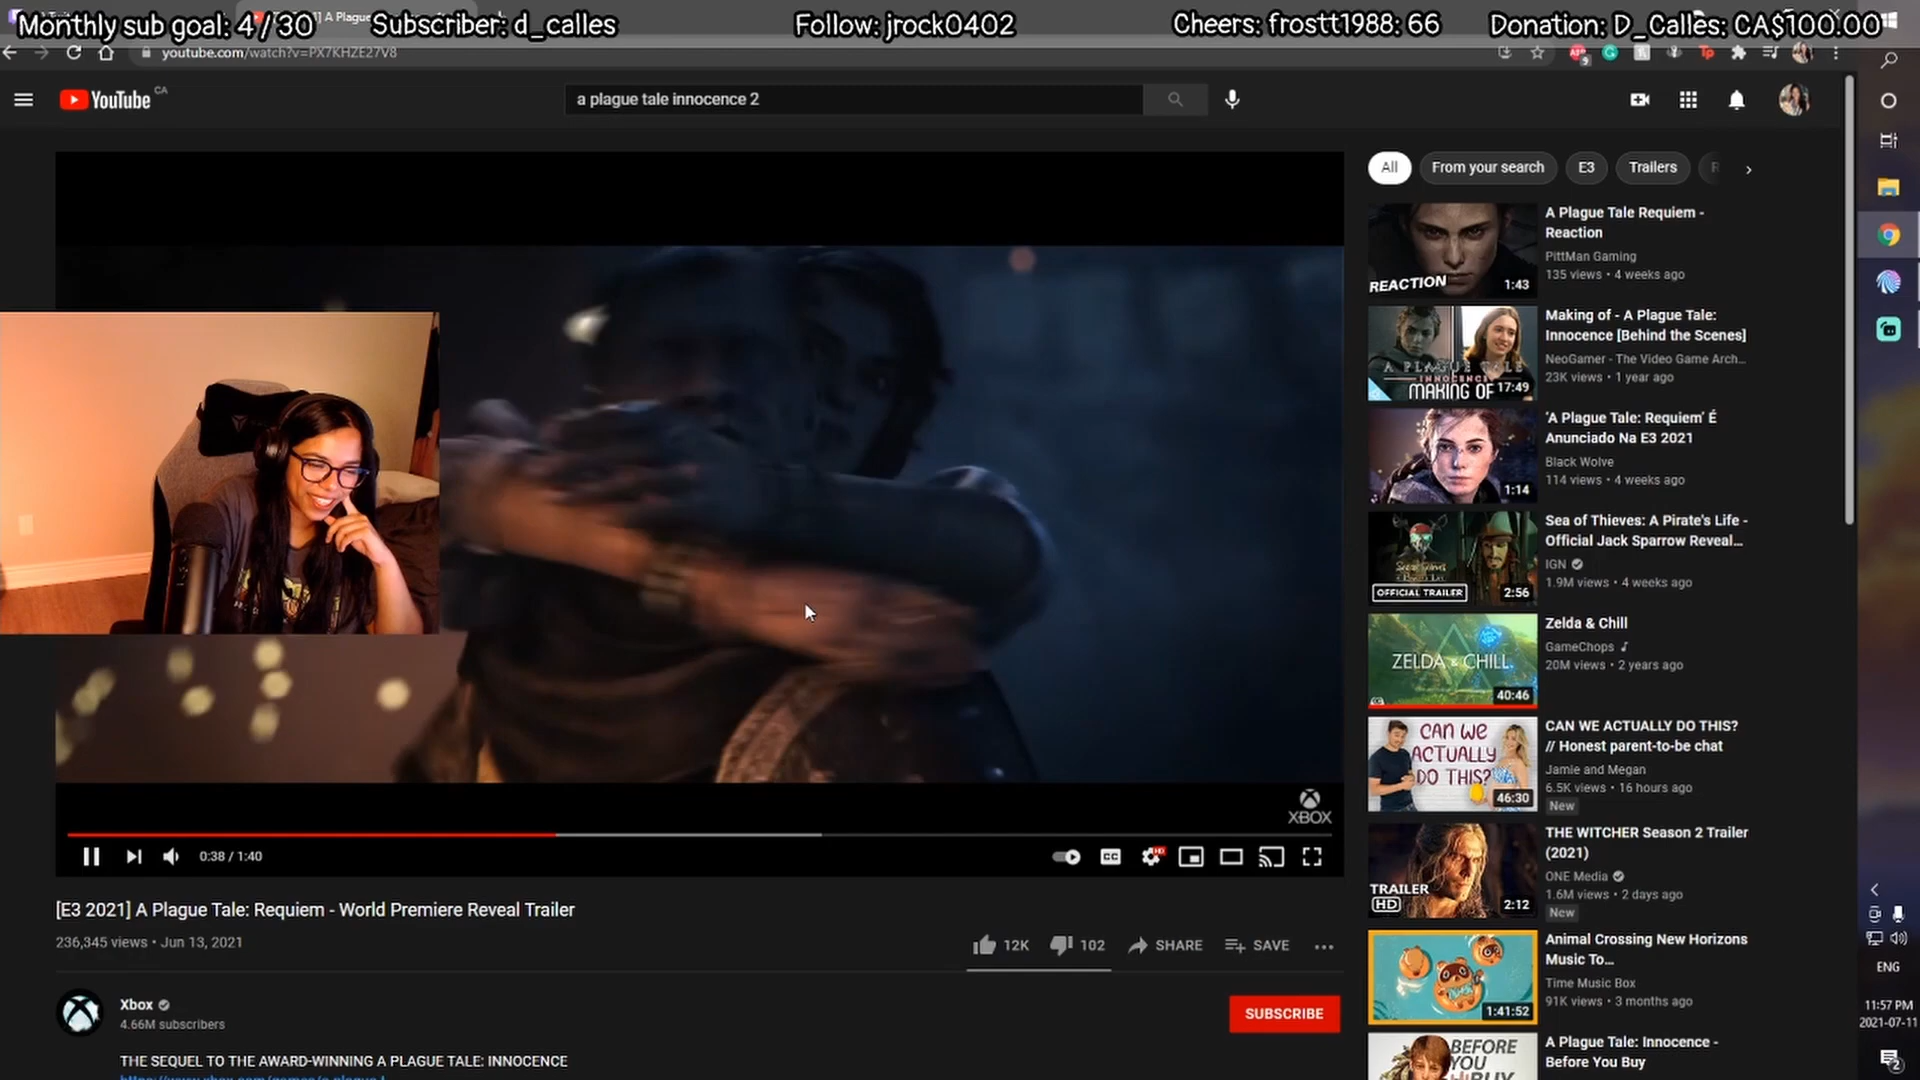 Monthly sub goal: 4/30
Subscriber: d_calles
Follow: jrock0402
Cheers: frostt1988: 66
Donation: D_Calles: CA$100.00
youtube.com/watch?v=PX7KHZE27V8
YouTube CA
a plague tale innocence 2
All
From your search
E3
Trailers
A Plague Tale Requiem -
Reaction
PittMan Gaming
135 views • 4 weeks ago
REACTION
1:43
Making of - A Plague Tale:
Innocence [Behind the Scenes]
NeoGamer - The Video Game Arch...
23K views • 1 year ago
A PLAGUE TALE
INNOCENCE
MAKING OF
17:49
'A Plague Tale: Requiem' É
Anunciado Na E3 2021
Black Wolve
114 views • 4 weeks ago
1:14
Sea of Thieves: A Pirate's Life -
Official Jack Sparrow Reveal...
IGN
1.9M views • 4 weeks ago
OFFICIAL TRAILER
2:56
Zelda & Chill
GameChops
20M views • 2 years ago
ZELDA & CHILL
40:46
CAN WE ACTUALLY DO THIS?
// Honest parent-to-be chat
Jamie and Megan
6.5K views • 16 hours ago
New
CAN WE
ACTUALLY
DO THIS?
46:30
THE WITCHER Season 2 Trailer
(2021)
ONE Media
1.6M views • 2 days ago
New
TRAILER
HD
2:12
Animal Crossing New Horizons
Music To...
Time Music Box
91K views • 3 months ago
1:41:52
A Plague Tale: Innocence -
Before You Buy
BEFORE
YOU
BUY
XBOX
0:38 / 1:40
CC
HD
[E3 2021] A Plague Tale: Requiem - World Premiere Reveal Trailer
236,345 views • Jun 13, 2021
12K
102
SHARE
SAVE
Xbox
4.66M subscribers
SUBSCRIBE
THE SEQUEL TO THE AWARD-WINNING A PLAGUE TALE: INNOCENCE
ENG
11:57 PM
2021-07-11
2